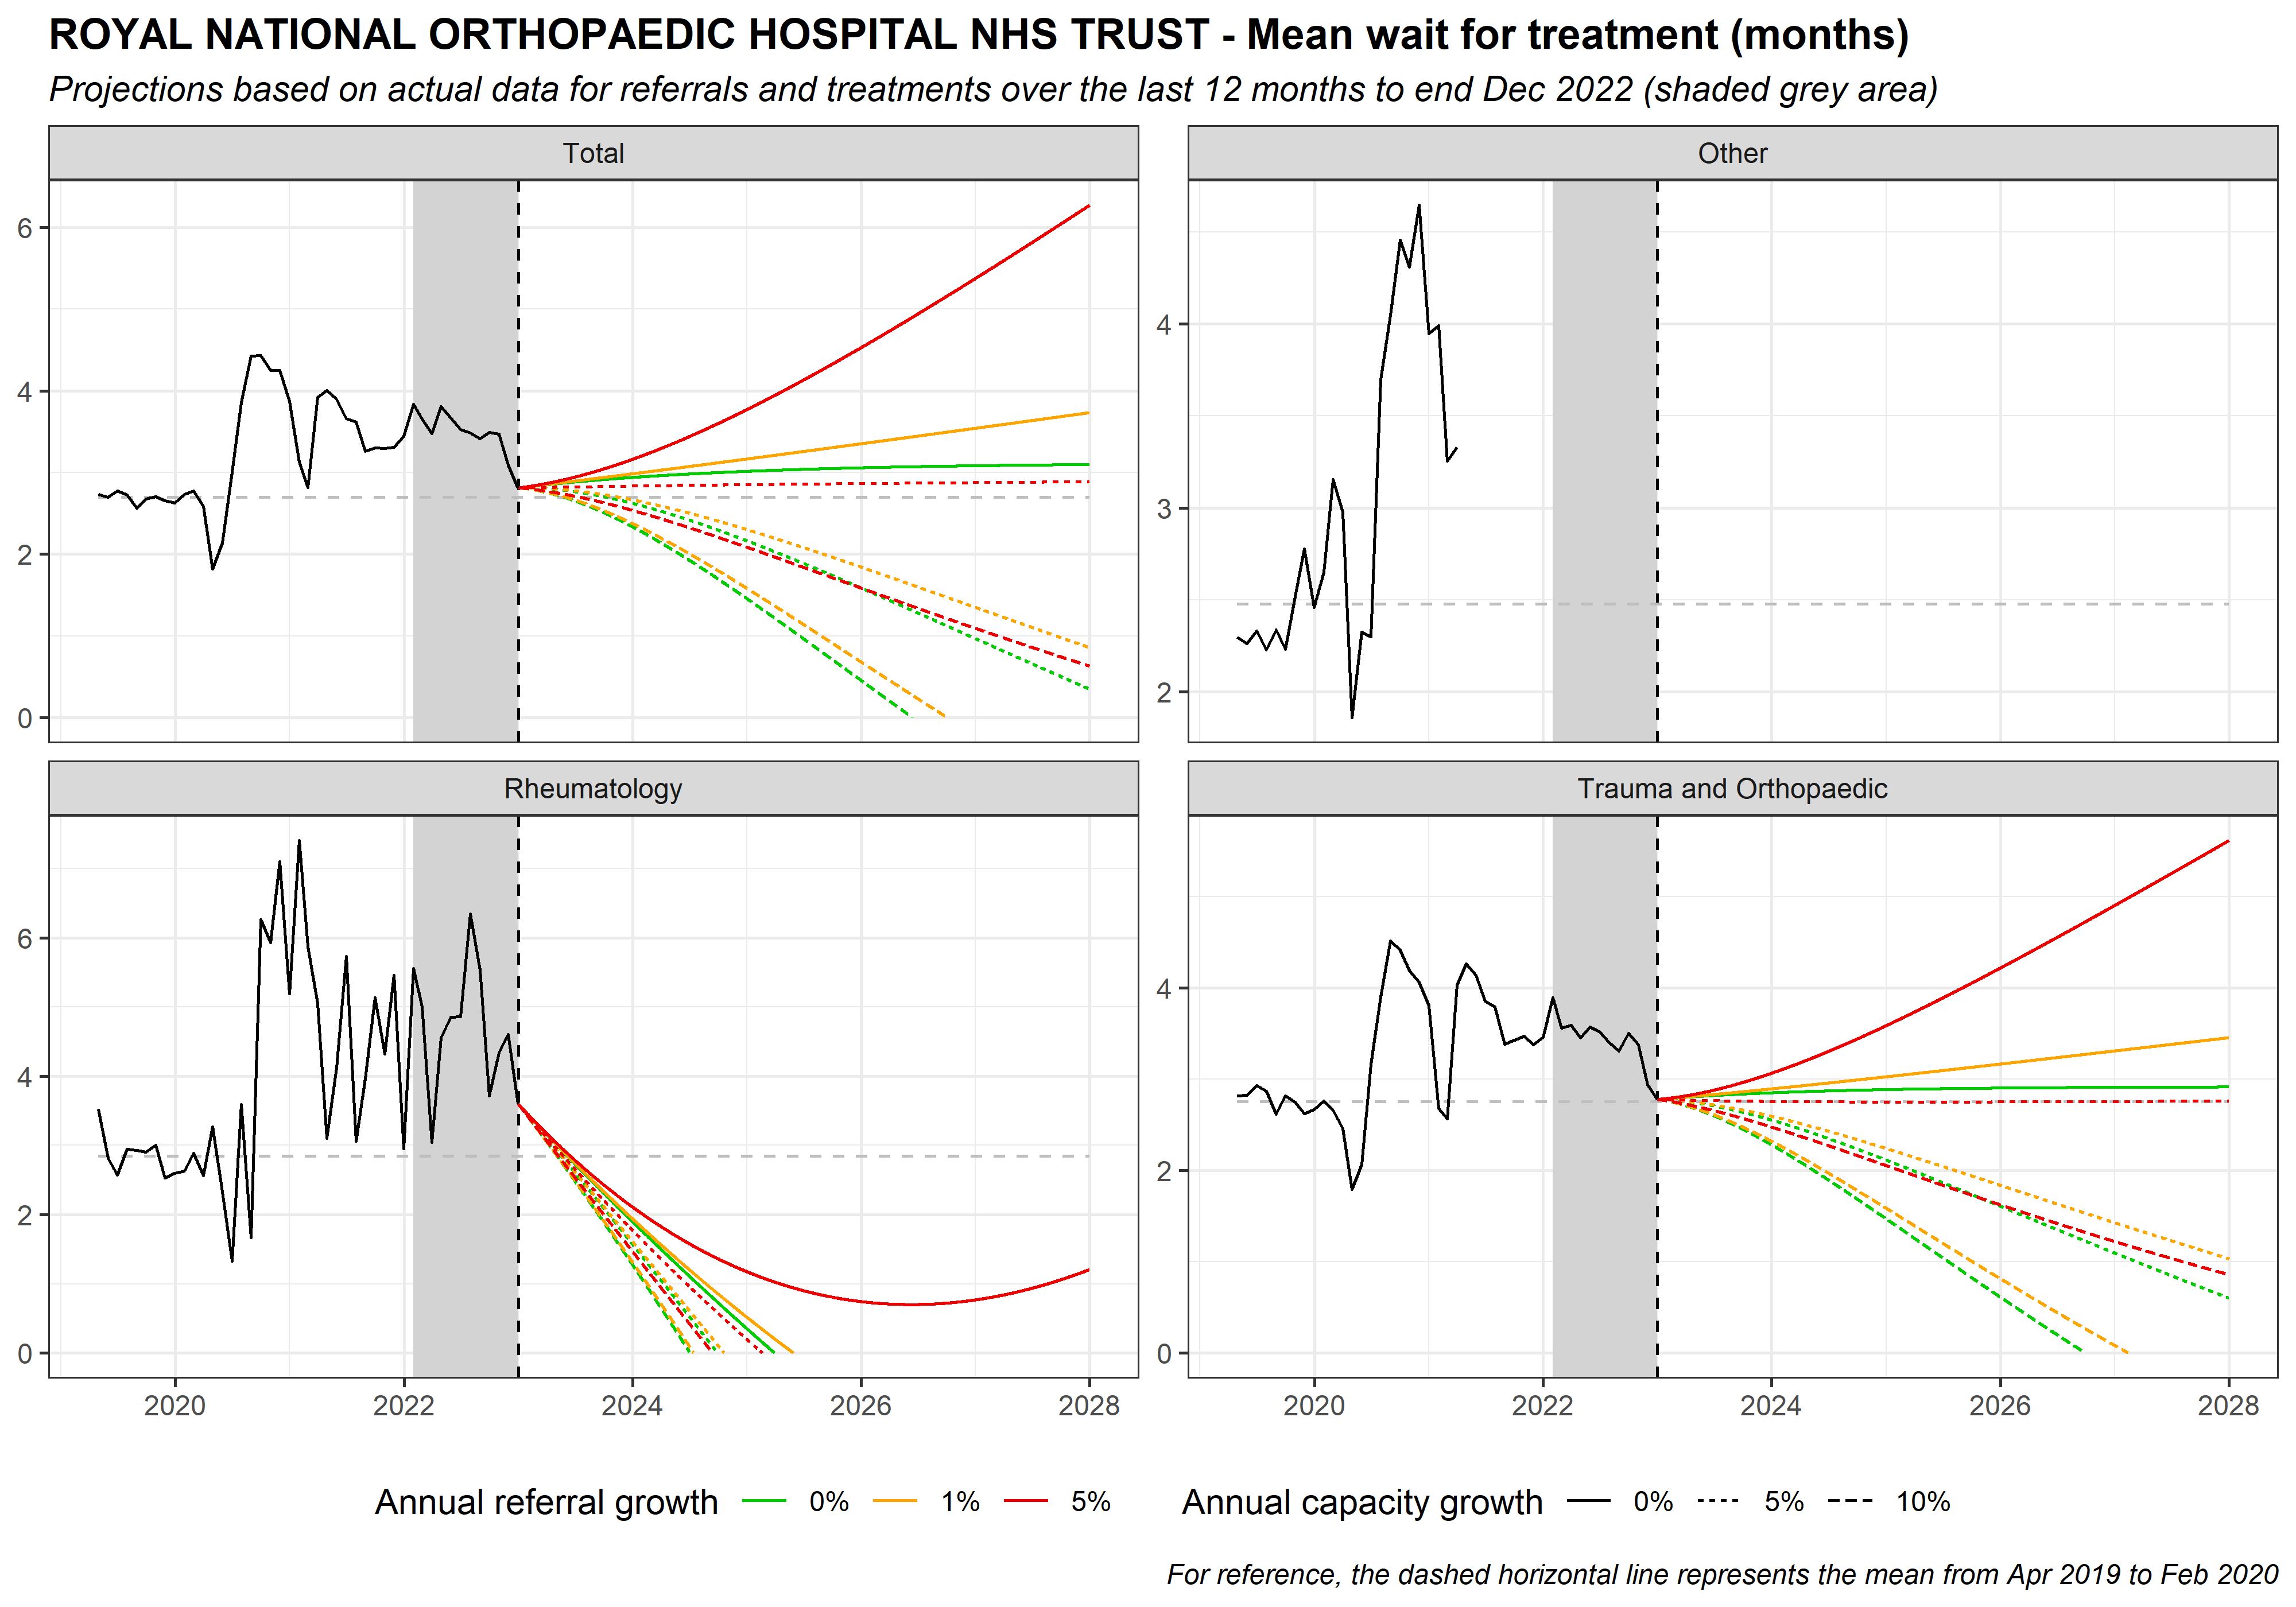 ROYAL NATIONAL ORTHOPAEDIC HOSPITAL NHS TRUST - Mean wait for treatment (months)
Projections based on actual data for referrals and treatments over the last 12 months to end Dec 2022 (shaded grey area)
Total
Other
6
4
2
0
4
3
2
Rheumatology
Trauma and Orthopaedic
6
4
2
0
4
2
0
2020 2022 2024 2026 2028
2020 2022 2024 2026 2028
Annual referral growth 0% 1% 5%
Annual capacity growth 0% 5% 10%
For reference, the dashed horizontal line represents the mean from Apr 2019 to Feb 2020